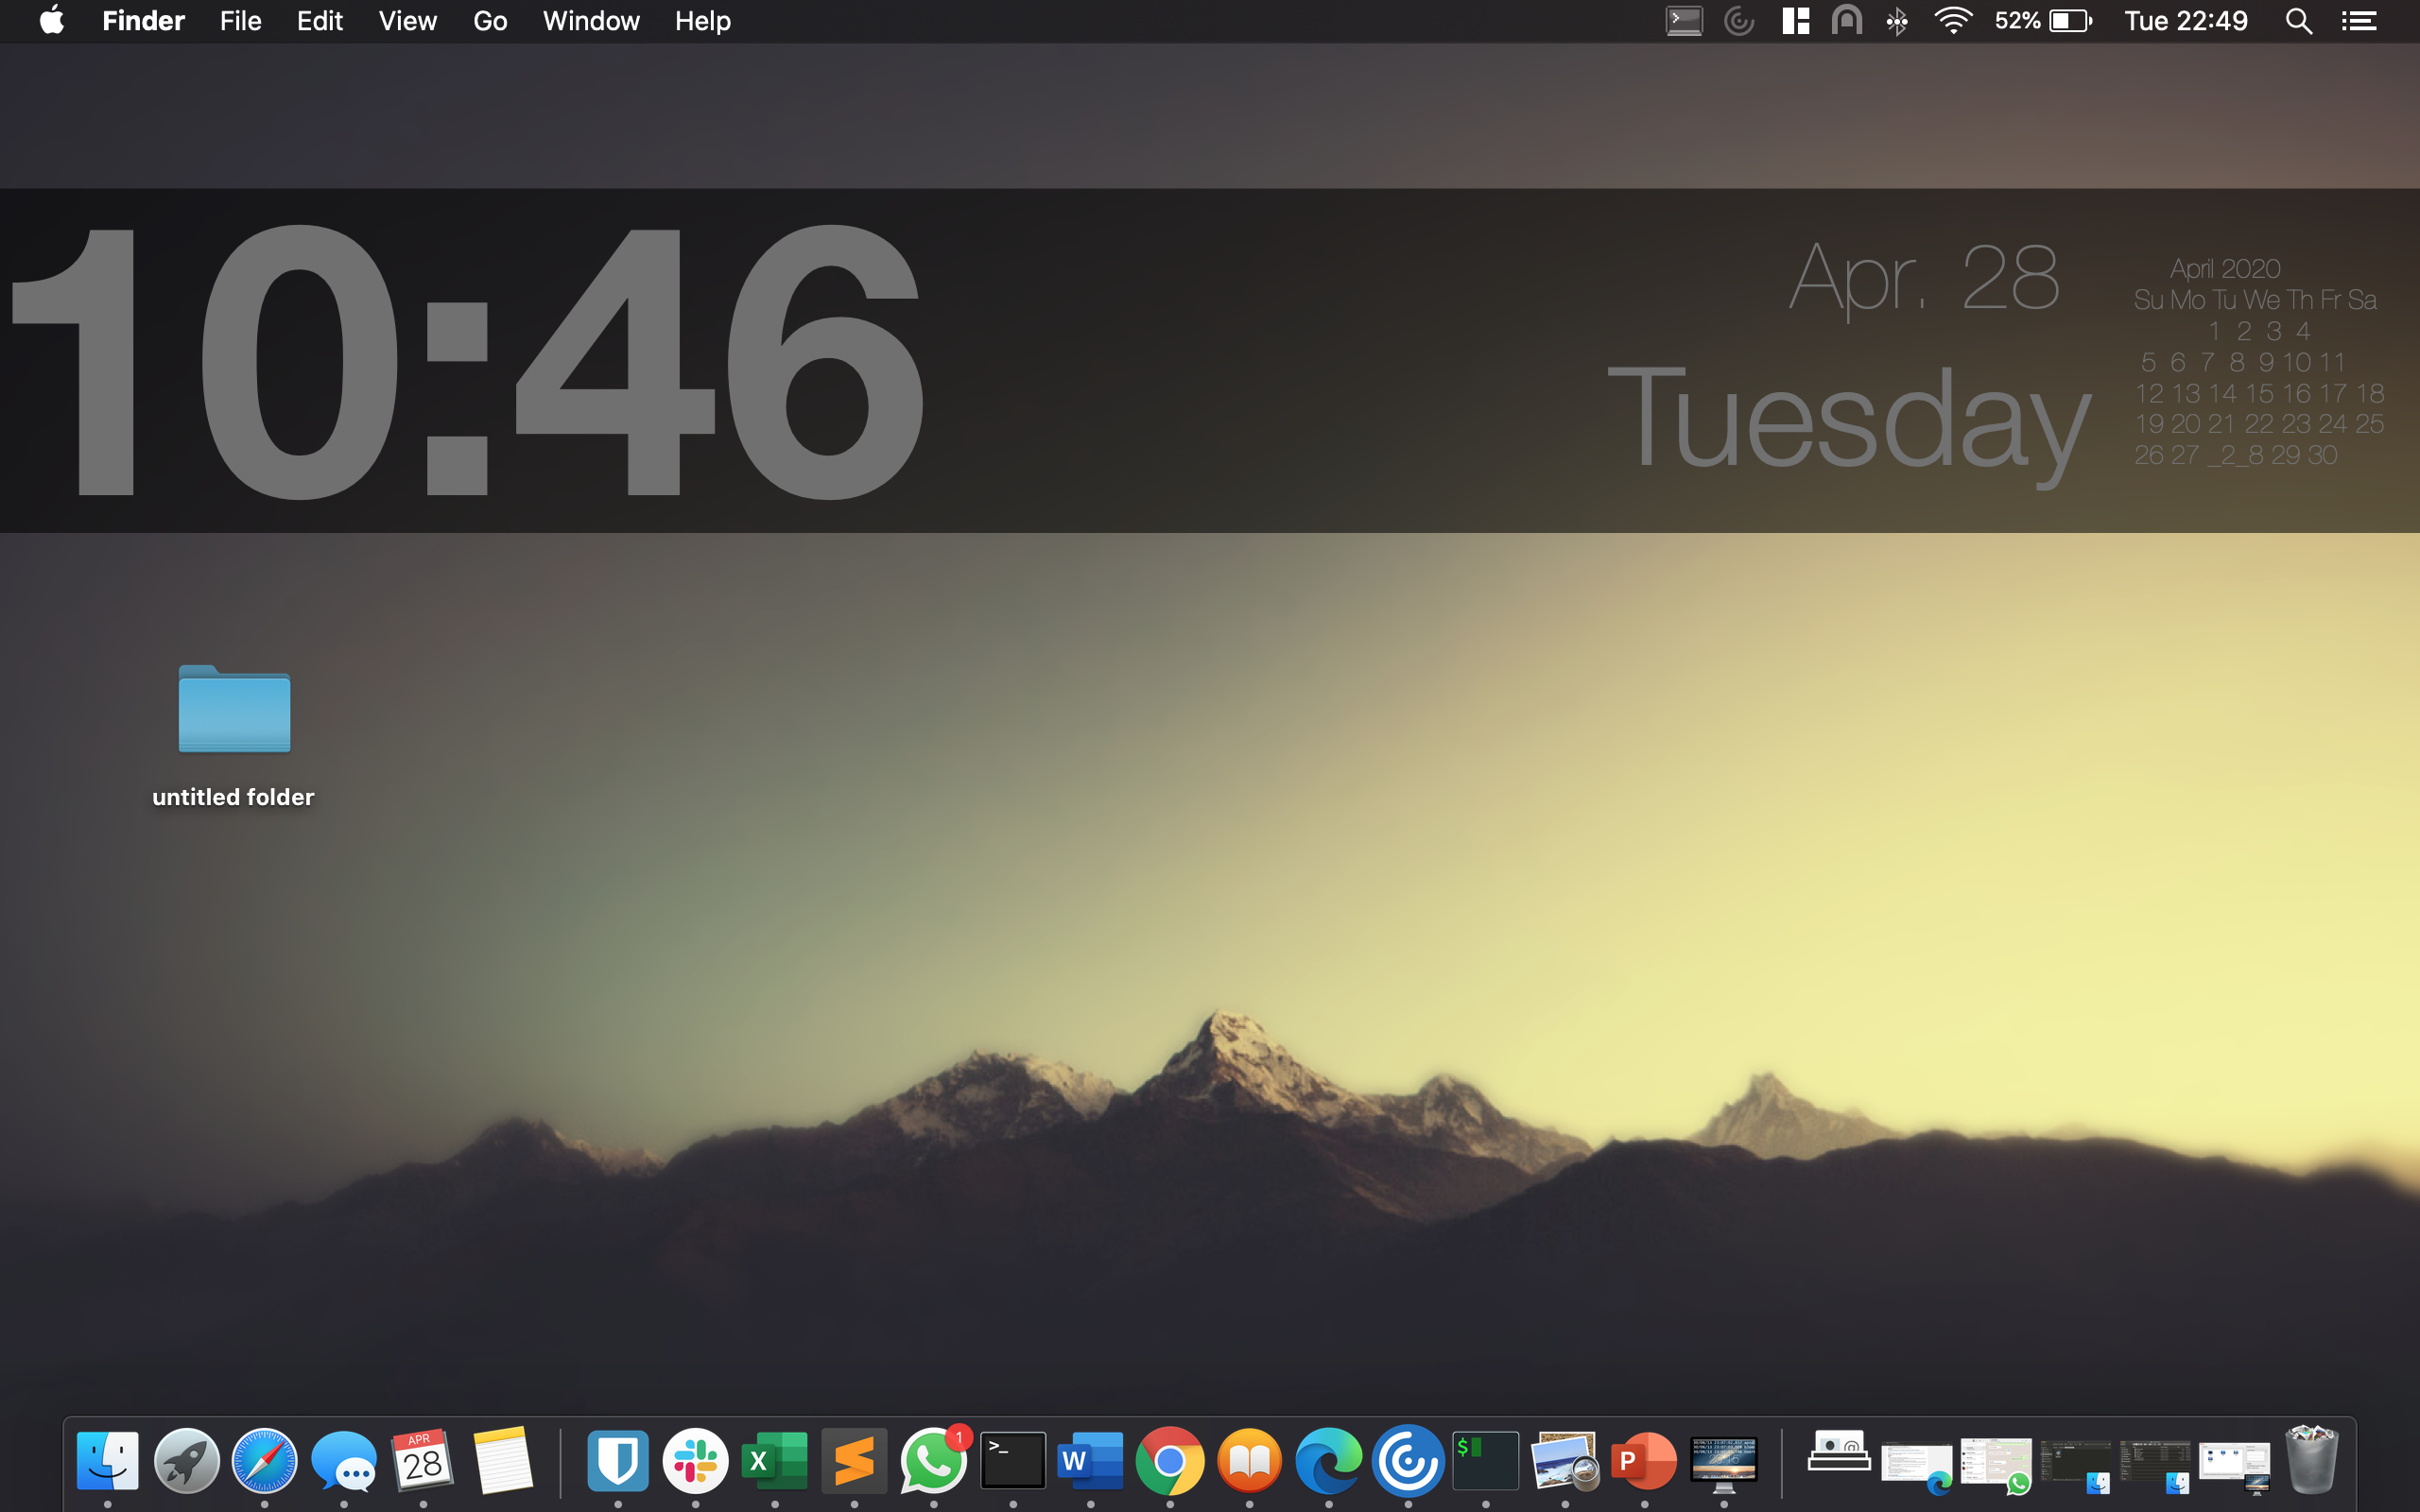 Finder File Edit View Go Window Help 52% Tue 22:49
10:46
Apr. 28
Tuesday
April 2020
Su Mo Tu We Th Fr Sa
1 2 3 4
5 6 7 8 9 10 11
12 13 14 15 16 17 18
19 20 21 22 23 24 25
26 27 _2_8 29 30
untitled folder
APR
28
X
1
>_
W
$
P
@